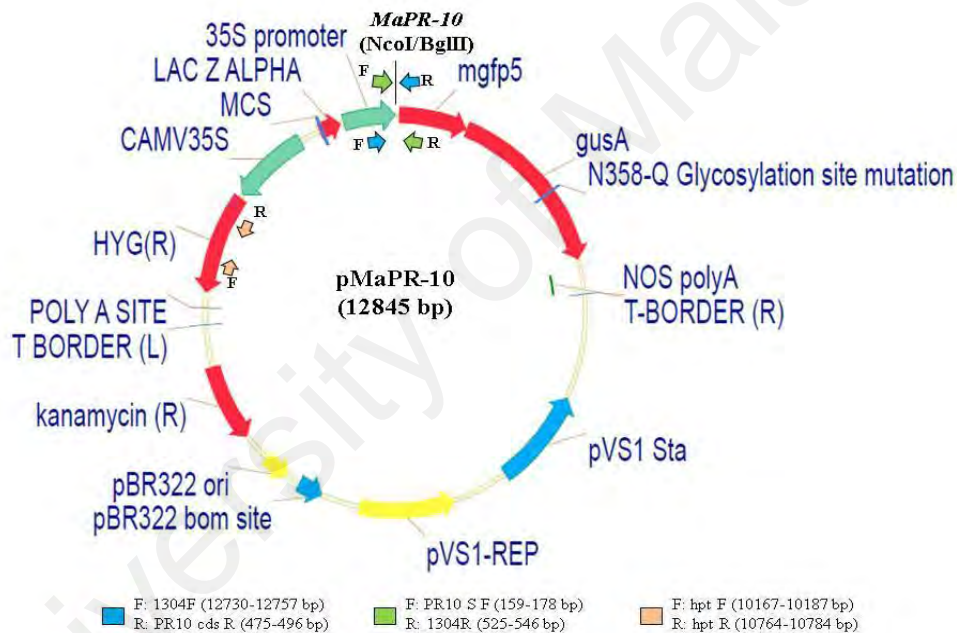 MaPR-10
(NcoI/BglII)
35S promoter
LAC Z ALPHA
MCS
CAMV35S
F
R
mgfp5
F
R
gusA
N358-Q Glycosylation site mutation
R
HYG(R)
F
pMaPR-10
(12845 bp)
NOS polyA
T-BORDER (R)
POLY A SITE
T BORDER (L)
kanamycin (R)
pVS1 Sta
pBR322 ori
pBR322 bom site
pVS1-REP
F: 1304F (12730-12757 bp)
R: PR10 cds R (475-496 bp)
F: PR10 S F (159-178 bp)
R: 1304R (525-546 bp)
F: hpt F (10167-10187 bp)
R: hpt R (10764-10784 bp)
University of Mala